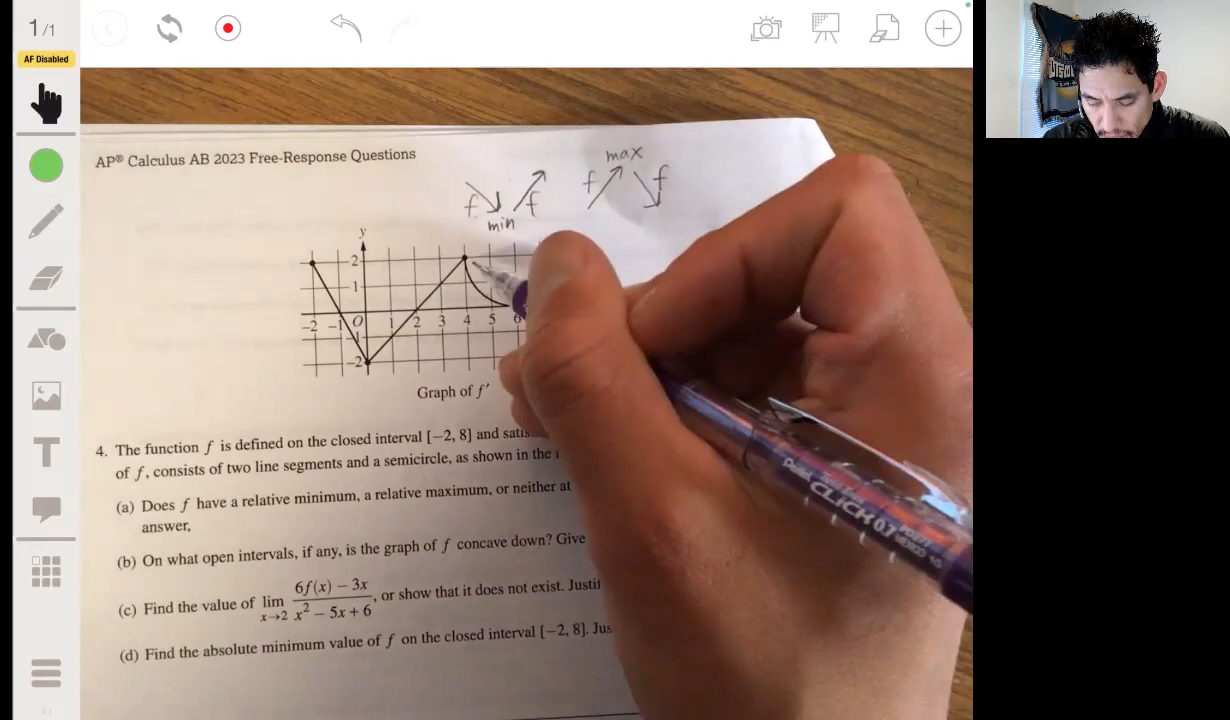 1/1
AF Disabled
AP® Calculus AB 2023 Free-Response Questions
max
f f f f
min
y
2
1
-2 -1 O 1 2 3 4 5 6
-1
-2
Graph of f′
4. The function f is defined on the closed interval [−2, 8] and
of f, consists of two line segments and a semicircle, as shown in the
(a) Does f have a relative minimum, a relative maximum, or neither at
answer.
(b) On what open intervals, if any, is the graph of f concave down? Give
(c) Find the value of lim x→2 6f(x) − 3x / x² − 5x + 6, or show that it does not exist.
(d) Find the absolute minimum value of f on the closed interval [−2, 8].
T
Pentel
CLICK 0.7
MEXICO